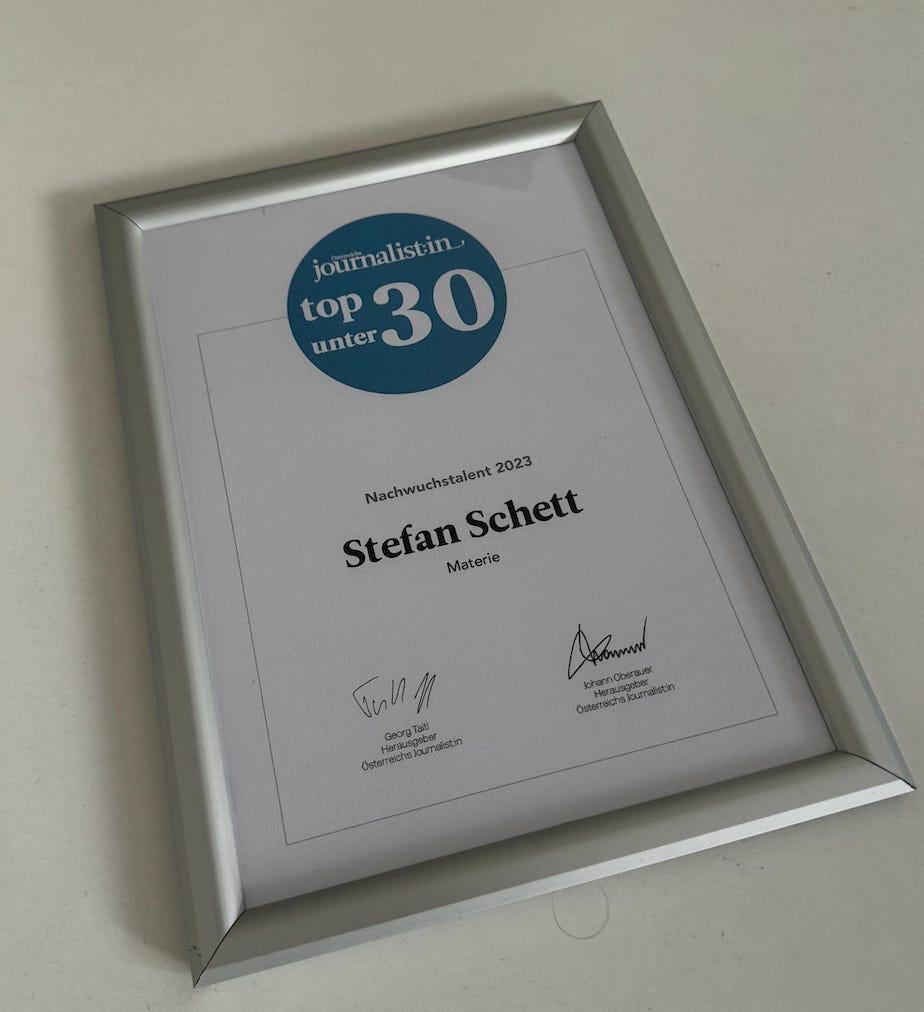 Österreichs
journalist:in
top
unter 30
Nachwuchstalent 2023
Stefan Schett
Materie
Georg Taitl
Herausgeber
Österreichs Journalist:in
Johann Oberauer
Herausgeber
Österreichs Journalist:in